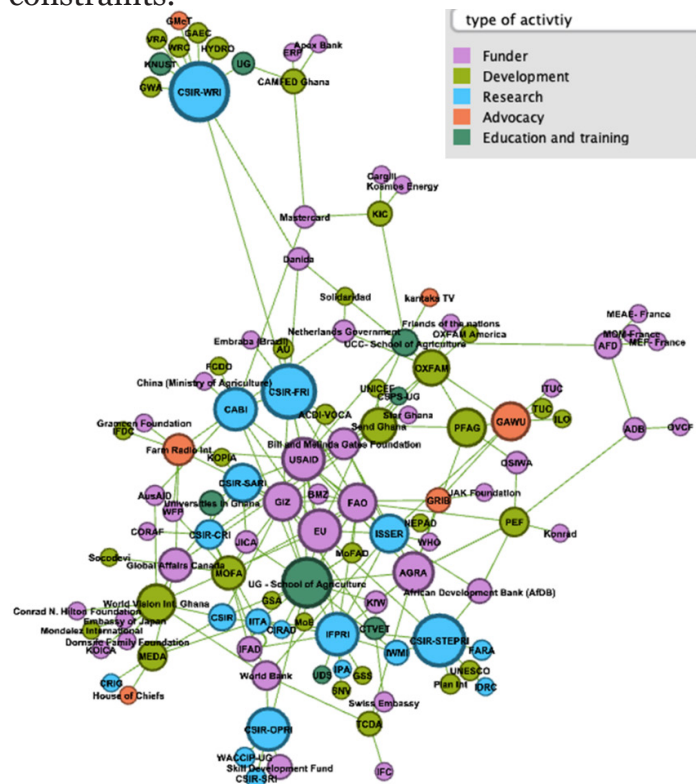 constraints.
type of activtiy
Funder
Development
Research
Advocacy
Education and training
GMeT
VRA
GAEC
WRC
HYDRO
KNUST
UG
GWA
CSIR-WRI
ERP
Apex Bank
CAMFED Ghana
Cargill
Kosmos Energy
Mastercard
KIC
Danida
Solidaridad
kantaka TV
Netherlands Government
Friends of the nations
OXFAM America
UCC- School of Agriculture
MEAE- France
MOM-France
MEF- France
AFD
Embraba (Brazil)
AU
FCDO
China (Ministry of Agriculture)
CSIR-FRI
OXFAM
UNICEF
CSPS-UG
ITUC
CABI
ACDI-VOCA
Star Ghana
TUC
ILO
Grameen Foundation
IFDC
Send Ghana
PFAG
GAWU
ADB
OVCF
Bill and Melinda Gates Foundation
Farm Radio Int.
KOPIA
USAID
OSIWA
CSIR-SARI
AusAID
Universities in Ghana
WFP
GIZ
BMZ
FAO
GRIB
JAK Foundation
CORAF
CSIR-CRI
JICA
EU
ISSER
NEPAD
WHO
PEF
Konrad
Socodevi
Global Affairs Canada
MOFA
MoFAD
UG - School of Agriculture
AGRA
African Development Bank (AfDB)
World Vision Int. Ghana
GSA
KfW
Conrad N. Hilton Foundation
Embassy of Japan
Mondelez International
Domsite Family Foundation
KOICA
CSIR
IITA
CIRAD
MoE
IFPRI
CTVET
CSIR-STEPRI
MEDA
IFAD
IWMI
FARA
World Bank
UDS
IPA
GSS
UNESCO
CRIG
House of Chiefs
SNV
Plan Int
IDRC
Swiss Embassy
CSIR-OPRI
TCDA
WACCIP-UG
Skill Development Fund
CSIR-SRI
IFC